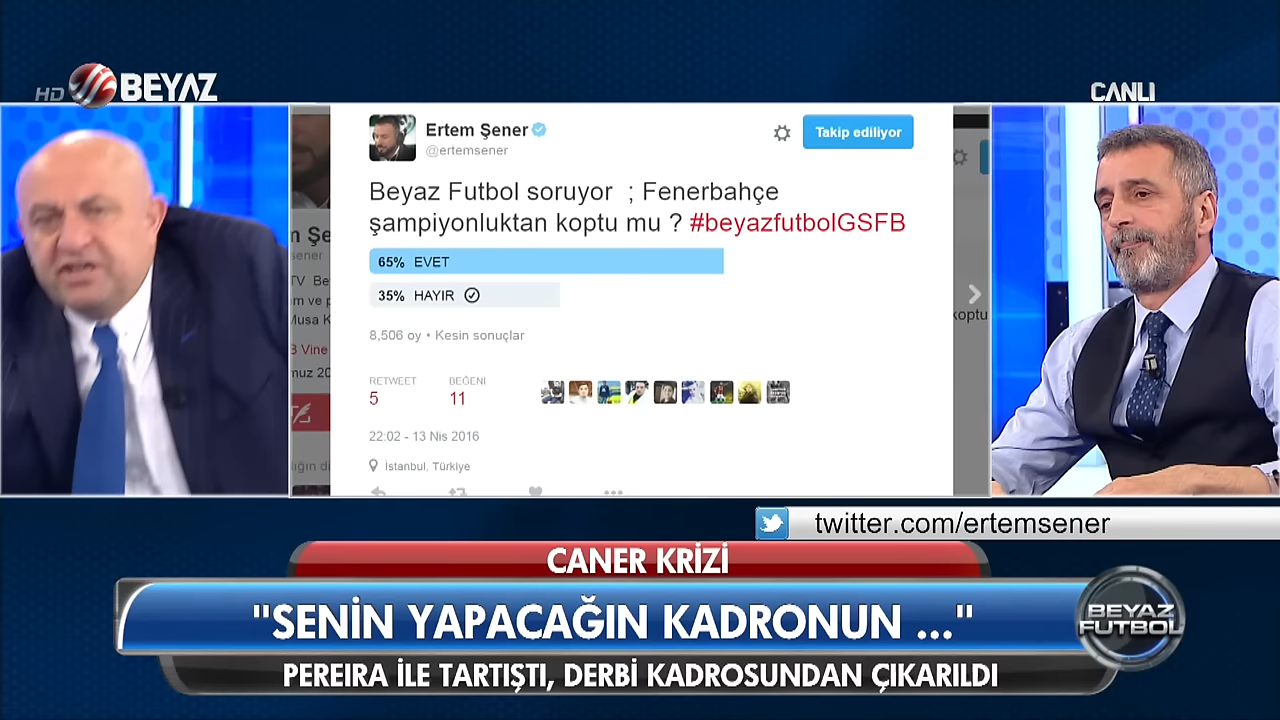 HD BEYAZ
CANLI
Ertem Şener
@ertemsener
Takip ediliyor
Beyaz Futbol soruyor ; Fenerbahçe
şampiyonluktan koptu mu ? #beyazfutbolGSFB
65% EVET
35% HAYIR
8,506 oy • Kesin sonuçlar
RETWEET
5
BEĞENİ
11
22:02 - 13 Nis 2016
İstanbul, Türkiye
koptu
twitter.com/ertemsener
CANER KRİZİ
"SENİN YAPACAĞIN KADRONUN ..."
BEYAZ
FUTBOL
PEREIRA İLE TARTIŞTI, DERBİ KADROSUNDAN ÇIKARILDI